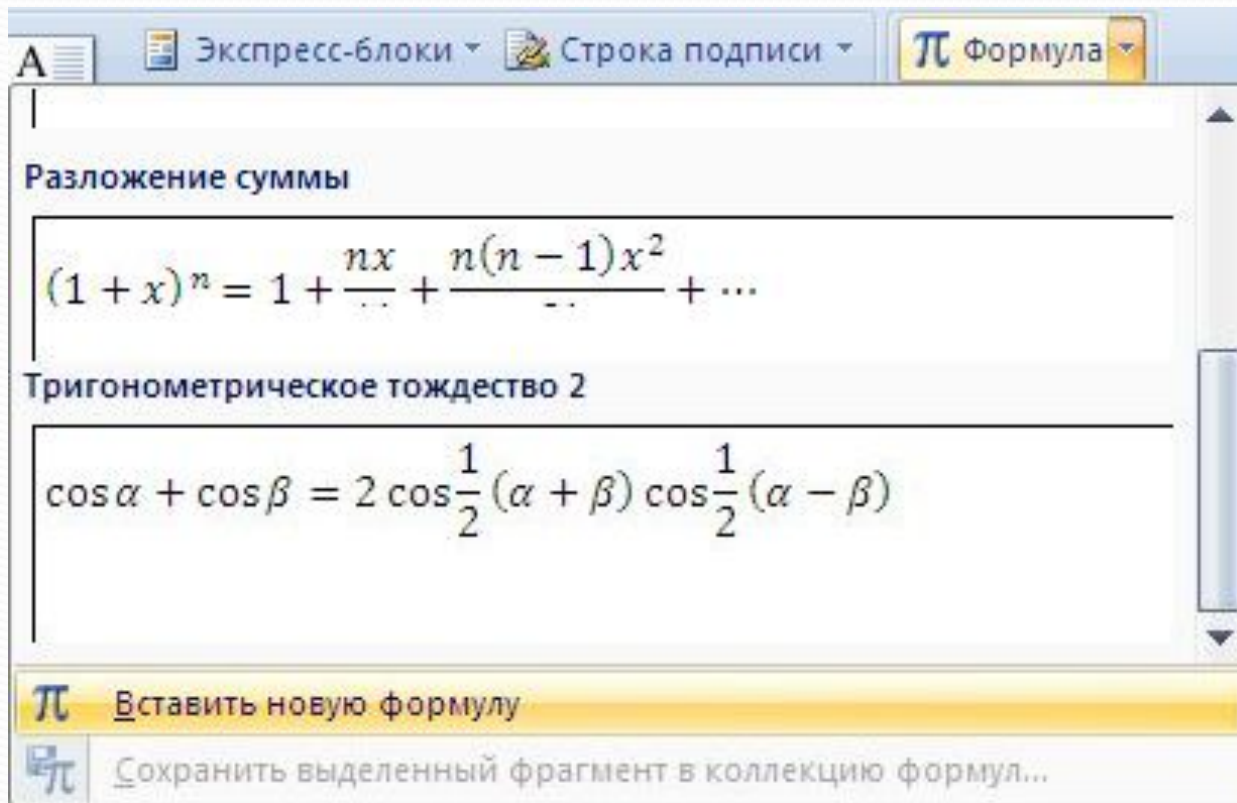 A Экспресс-блоки Строка подписи π Формула
Разложение суммы
(1 + x)ⁿ = 1 + nx/ + n(n − 1)x²/ + ⋯
Тригонометрическое тождество 2
cos α + cos β = 2 cos 1/2 (α + β) cos 1/2 (α − β)
π Вставить новую формулу
π Сохранить выделенный фрагмент в коллекцию формул...